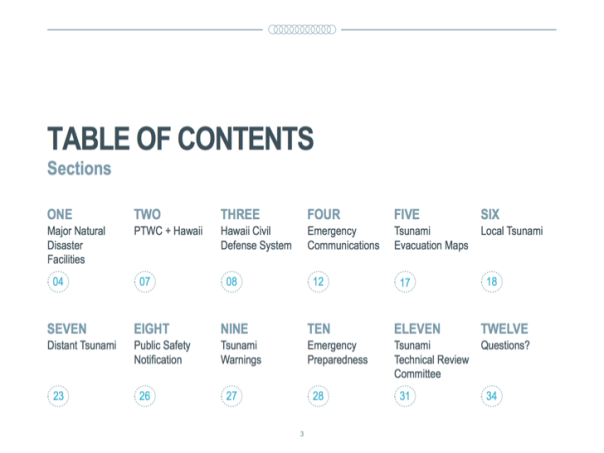 TABLE OF CONTENTS
Sections
ONE
Major Natural
Disaster
Facilities
04
TWO
PTWC + Hawaii
07
THREE
Hawaii Civil
Defense System
08
FOUR
Emergency
Communications
12
FIVE
Tsunami
Evacuation Maps
17
SIX
Local Tsunami
18
SEVEN
Distant Tsunami
23
EIGHT
Public Safety
Notification
26
NINE
Tsunami
Warnings
27
TEN
Emergency
Preparedness
28
ELEVEN
Tsunami
Technical Review
Committee
31
TWELVE
Questions?
34
3